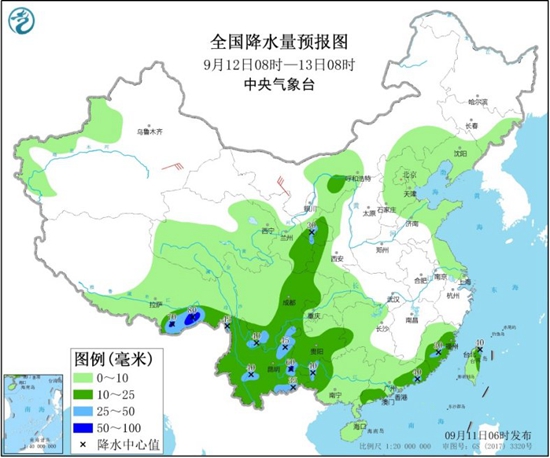 全国降水量预报图
9月12日08时—13日08时
中央气象台
哈尔滨
长春
沈阳
乌鲁木齐
呼和浩特
北京
天津
银川
太原
石家庄
济南
西宁
兰州
西安
郑州
拉萨
成都
重庆
合肥
南京
上海
杭州
武汉
南昌
长沙
贵阳
昆明
福州
台北
南宁
澳门
香港
海口
图例(毫米)
0～10
10～25
25～50
50～100
降水中心值
南海
09月11日06时发布
比例尺 1:20 000 000
审图号: GS (2017) 3320号